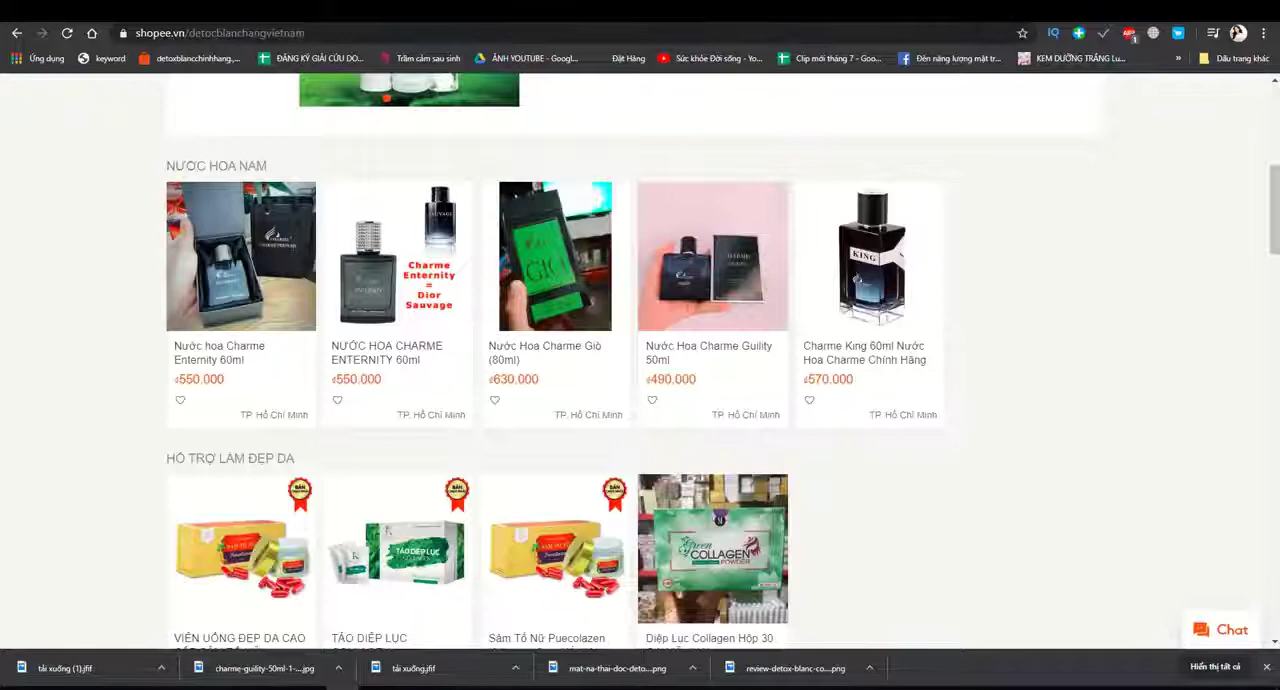 shopee.vn/detocblanchangvietnam
Ứng dụng
keyword
detoxblancchinhhang,...
ĐĂNG KÝ GIẢI CỨU DO...
Trầm cảm sau sinh
ẢNH YOUTUBE - Googl...
Đặt Hàng
Sức khỏe Đời sống - Yo...
Clip mới tháng 7 - Goo...
Đèn năng lượng mặt tr...
KEM DƯỠNG TRẮNG Lu...
»
Dấu trang khác
NƯỚC HOA NAM
SAUVAGE
Charme
Enternity
=
Dior
Sauvage
GIÓ
KING
Nước hoa Charme
Enternity 60ml
₫550.000
TP. Hồ Chí Minh
NƯỚC HOA CHARME
ENTERNITY 60ml
₫550.000
TP. Hồ Chí Minh
Nước Hoa Charme Gió
(80ml)
₫630.000
TP. Hồ Chí Minh
Nước Hoa Charme Guility
50ml
₫490.000
TP. Hồ Chí Minh
Charme King 60ml Nước
Hoa Charme Chính Hãng
₫570.000
TP. Hồ Chí Minh
HỖ TRỢ LÀM ĐẸP DA
TẢO DIỆP LỤC
Green
COLLAGEN
POWDER
VIÊN UỐNG ĐẸP DA CAO
TẢO DIỆP LỤC
Sâm Tố Nữ Puecolazen
Diệp Lục Collagen Hộp 30
Chat
tải xuống (1).jfif
charme-guility-50ml-1-...jpg
tải xuống.jfif
mat-na-thai-doc-deto...png
review-detox-blanc-co...png
Hiển thị tất cả